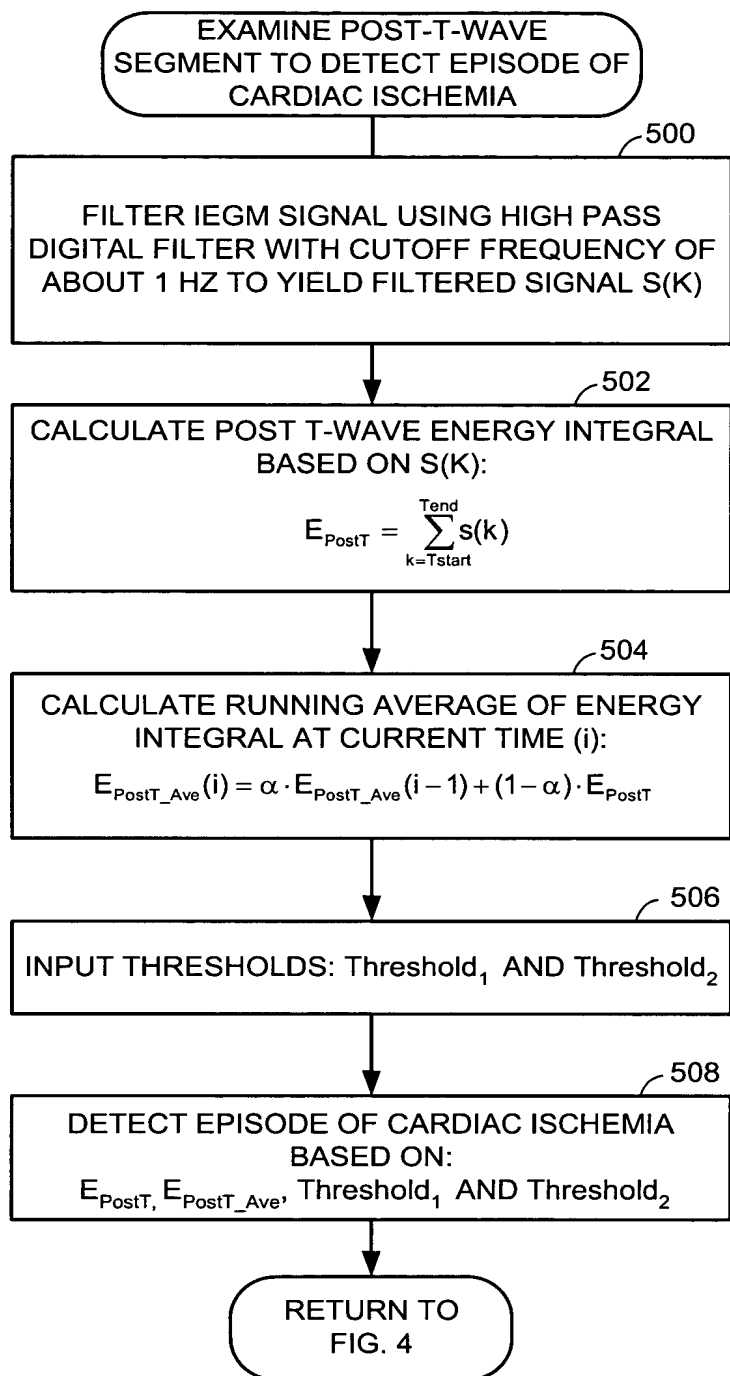 EXAMINE POST-T-WAVE
SEGMENT TO DETECT EPISODE OF
CARDIAC ISCHEMIA
500
FILTER IEGM SIGNAL USING HIGH PASS
DIGITAL FILTER WITH CUTOFF FREQUENCY OF
ABOUT 1 HZ TO YIELD FILTERED SIGNAL S(K)
502
CALCULATE POST T-WAVE ENERGY INTEGRAL
BASED ON S(K):
E_PostT = ∑_{k=Tstart}^{Tend} s(k)
504
CALCULATE RUNNING AVERAGE OF ENERGY
INTEGRAL AT CURRENT TIME (i):
E_PostT_Ave(i) = α · E_PostT_Ave(i − 1) + (1 − α) · E_PostT
506
INPUT THRESHOLDS: Threshold₁ AND Threshold₂
508
DETECT EPISODE OF CARDIAC ISCHEMIA
BASED ON:
E_PostT, E_PostT_Ave, Threshold₁ AND Threshold₂
RETURN TO
FIG. 4